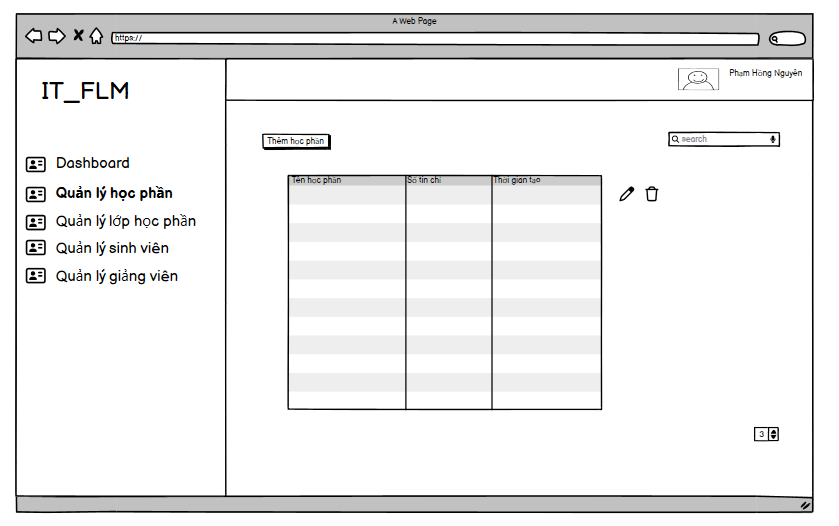 A Web Page
https://
IT_FLM
Phạm Hồng Nguyên
Thêm học phần
search
Dashboard
Quản lý học phần
Quản lý lớp học phần
Quản lý sinh viên
Quản lý giảng viên
Tên học phần Số tín chỉ Thời gian tạo
3